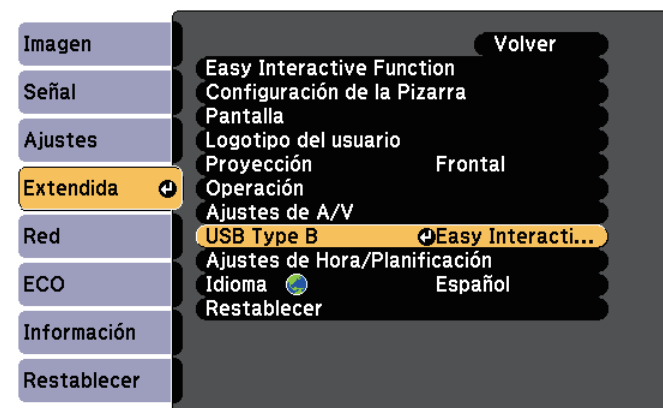 Imagen
Señal
Ajustes
Extendida
Red
ECO
Información
Restablecer
Volver
Easy Interactive Function
Configuración de la Pizarra
Pantalla
Logotipo del usuario
Proyección Frontal
Operación
Ajustes de A/V
USB Type B Easy Interacti...
Ajustes de Hora/Planificación
Idioma Español
Restablecer